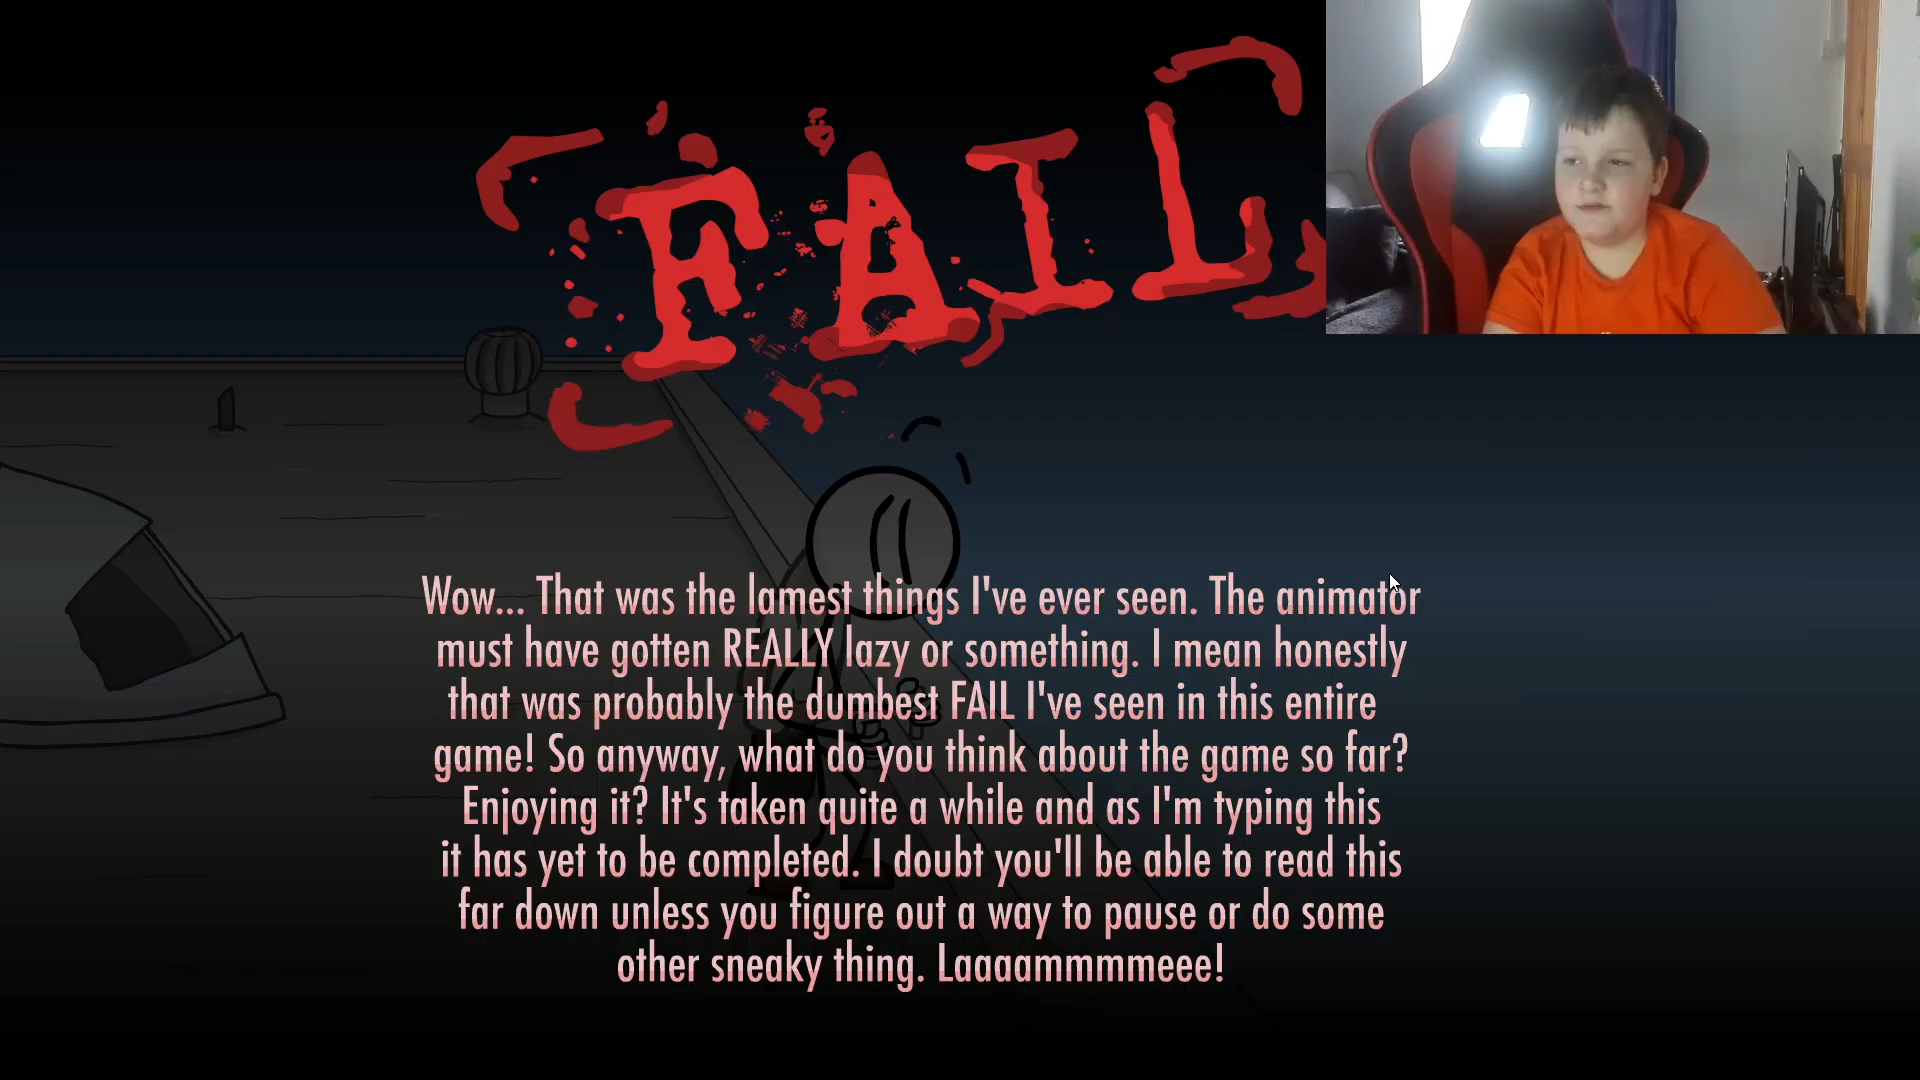 FAIL
Wow... That was the lamest things I've ever seen. The animator
must have gotten REALLY lazy or something. I mean honestly
that was probably the dumbest FAIL I've seen in this entire
game! So anyway, what do you think about the game so far?
Enjoying it? It's taken quite a while and as I'm typing this
it has yet to be completed. I doubt you'll be able to read this
far down unless you figure out a way to pause or do some
other sneaky thing. Laaaammmmeee!